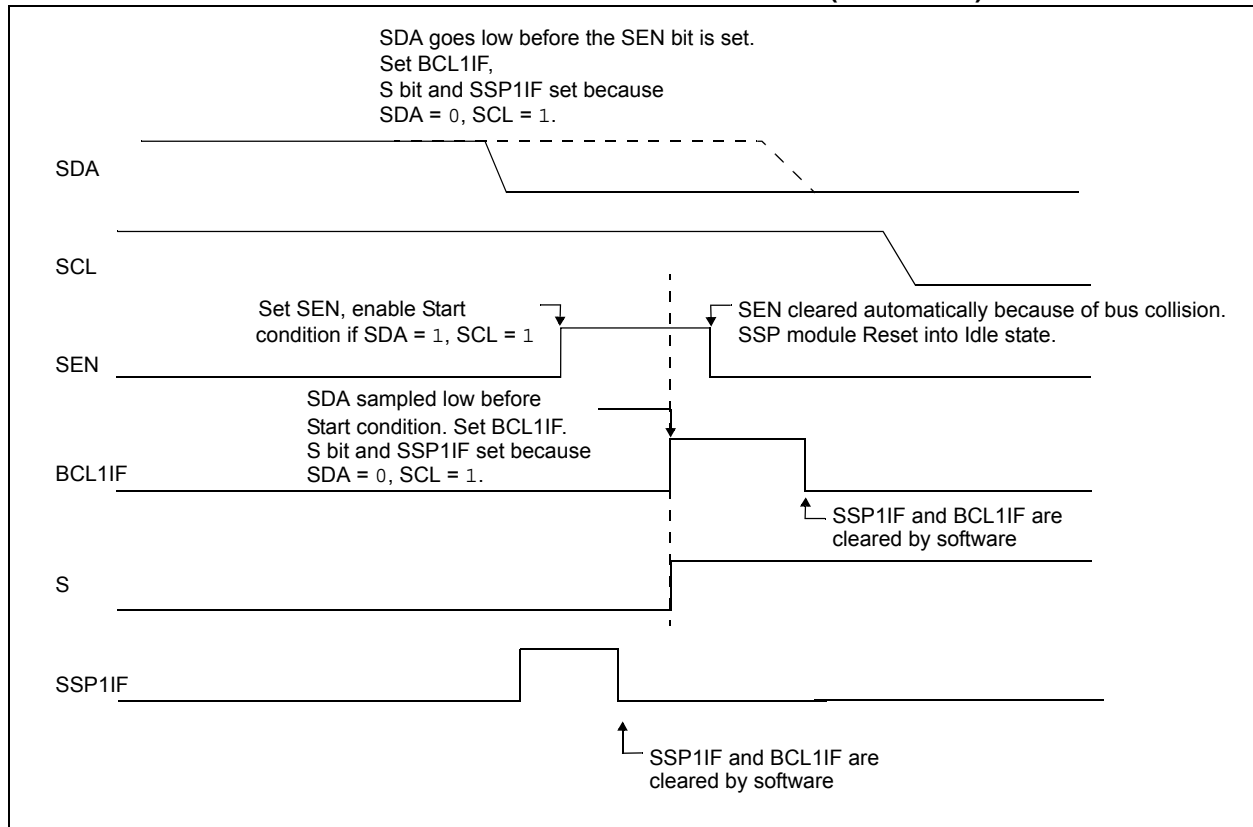 SDA goes low before the SEN bit is set.
Set BCL1IF,
S bit and SSP1IF set because
SDA = 0, SCL = 1.
SDA
SCL
Set SEN, enable Start
condition if SDA = 1, SCL = 1
SEN cleared automatically because of bus collision.
SSP module Reset into Idle state.
SEN
SDA sampled low before
Start condition. Set BCL1IF.
S bit and SSP1IF set because
SDA = 0, SCL = 1.
BCL1IF
SSP1IF and BCL1IF are
cleared by software
S
SSP1IF
SSP1IF and BCL1IF are
cleared by software